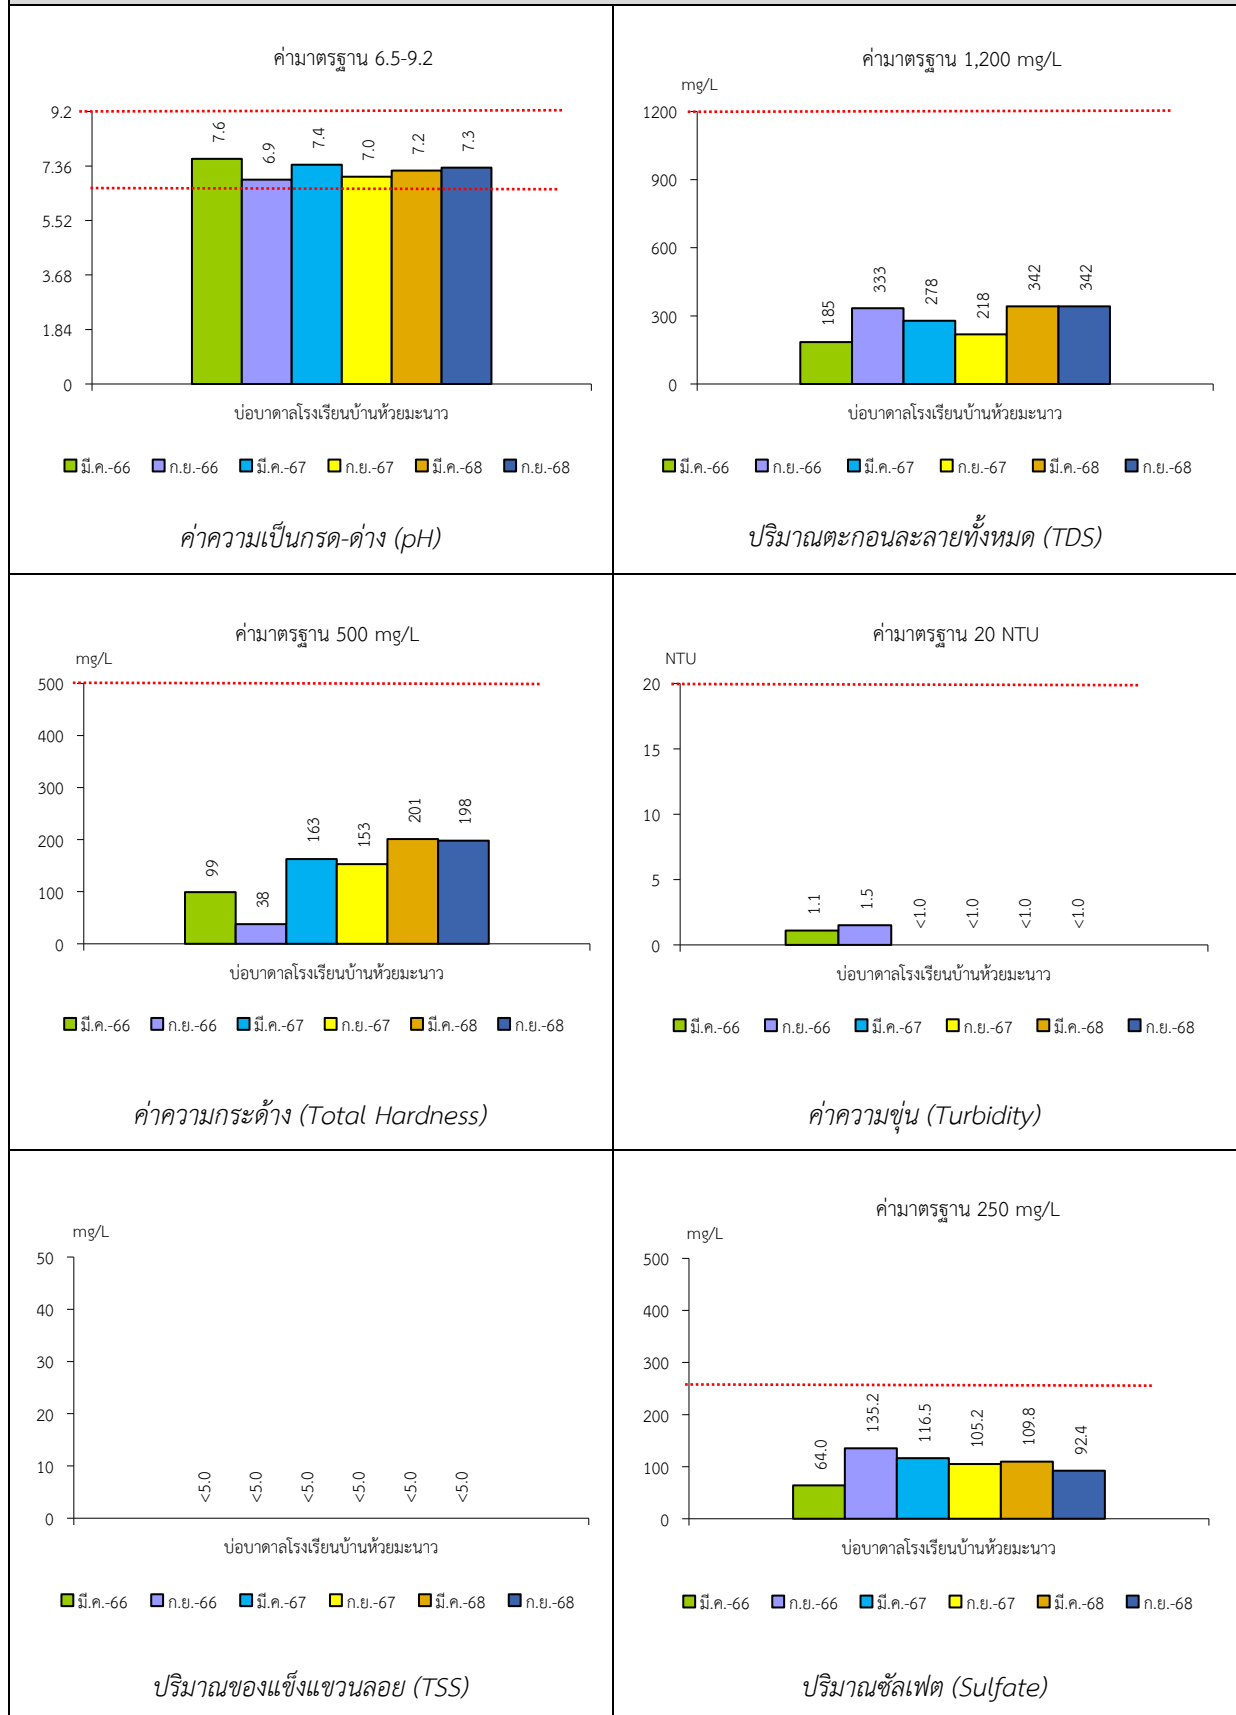 ค่ามาตรฐาน 6.5-9.2
9.2
7.36
5.52
3.68
1.84
0
7.6
6.9
7.4
7.0
7.2
7.3
บ่อบาดาลโรงเรียนบ้านห้วยมะนาว
มี.ค.-66 ก.ย.-66 มี.ค.-67 ก.ย.-67 มี.ค.-68 ก.ย.-68
ค่าความเป็นกรด-ด่าง (pH)
ค่ามาตรฐาน 1,200 mg/L
mg/L
1200
900
600
300
0
185
333
278
218
342
342
บ่อบาดาลโรงเรียนบ้านห้วยมะนาว
มี.ค.-66 ก.ย.-66 มี.ค.-67 ก.ย.-67 มี.ค.-68 ก.ย.-68
ปริมาณตะกอนละลายทั้งหมด (TDS)
ค่ามาตรฐาน 500 mg/L
mg/L
500
400
300
200
100
0
99
38
163
153
201
198
บ่อบาดาลโรงเรียนบ้านห้วยมะนาว
มี.ค.-66 ก.ย.-66 มี.ค.-67 ก.ย.-67 มี.ค.-68 ก.ย.-68
ค่าความกระด้าง (Total Hardness)
ค่ามาตรฐาน 20 NTU
NTU
20
15
10
5
0
1.1
1.5
<1.0
<1.0
<1.0
<1.0
บ่อบาดาลโรงเรียนบ้านห้วยมะนาว
มี.ค.-66 ก.ย.-66 มี.ค.-67 ก.ย.-67 มี.ค.-68 ก.ย.-68
ค่าความขุ่น (Turbidity)
mg/L
50
40
30
20
10
0
<5.0
<5.0
<5.0
<5.0
<5.0
<5.0
บ่อบาดาลโรงเรียนบ้านห้วยมะนาว
มี.ค.-66 ก.ย.-66 มี.ค.-67 ก.ย.-67 มี.ค.-68 ก.ย.-68
ปริมาณของแข็งแขวนลอย (TSS)
ค่ามาตรฐาน 250 mg/L
mg/L
500
400
300
200
100
0
64.0
135.2
116.5
105.2
109.8
92.4
บ่อบาดาลโรงเรียนบ้านห้วยมะนาว
มี.ค.-66 ก.ย.-66 มี.ค.-67 ก.ย.-67 มี.ค.-68 ก.ย.-68
ปริมาณซัลเฟต (Sulfate)